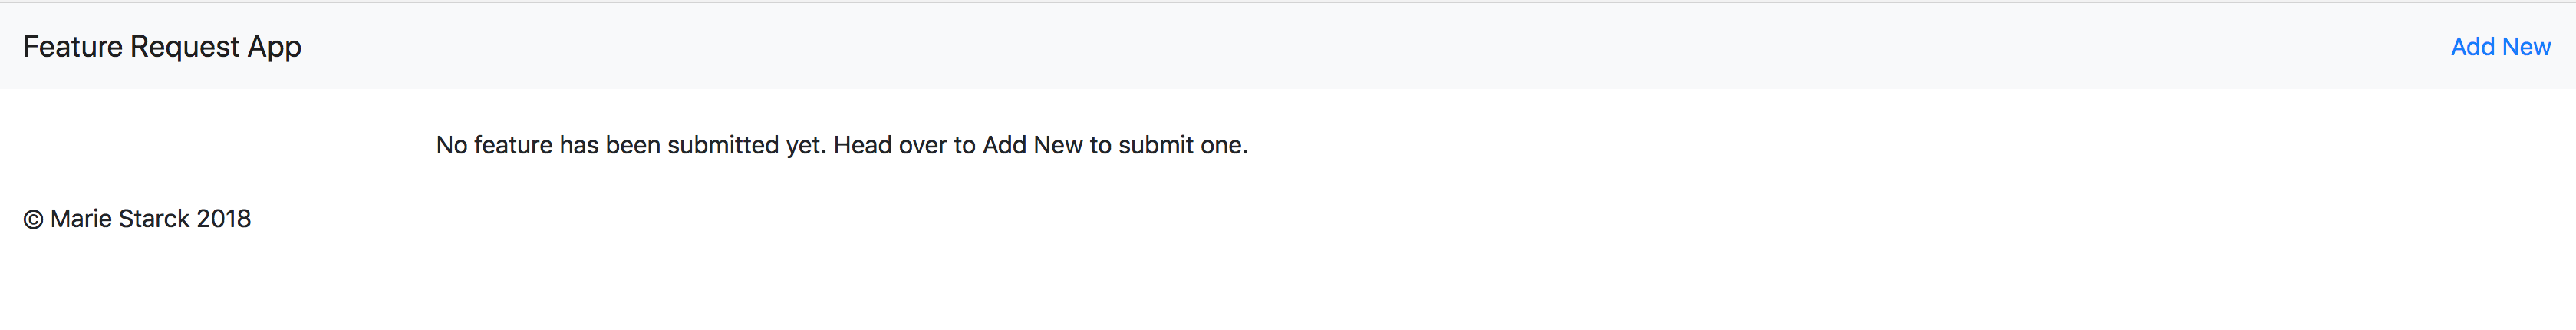 Feature Request App
Add New
No feature has been submitted yet. Head over to Add New to submit one.
© Marie Starck 2018